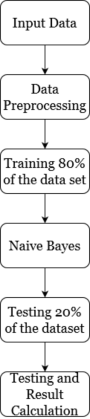 Input Data
Data
Preprocessing
Training 80%
of the data set
Naive Bayes
Testing 20%
of the dataset
Testing and
Result
Calculation